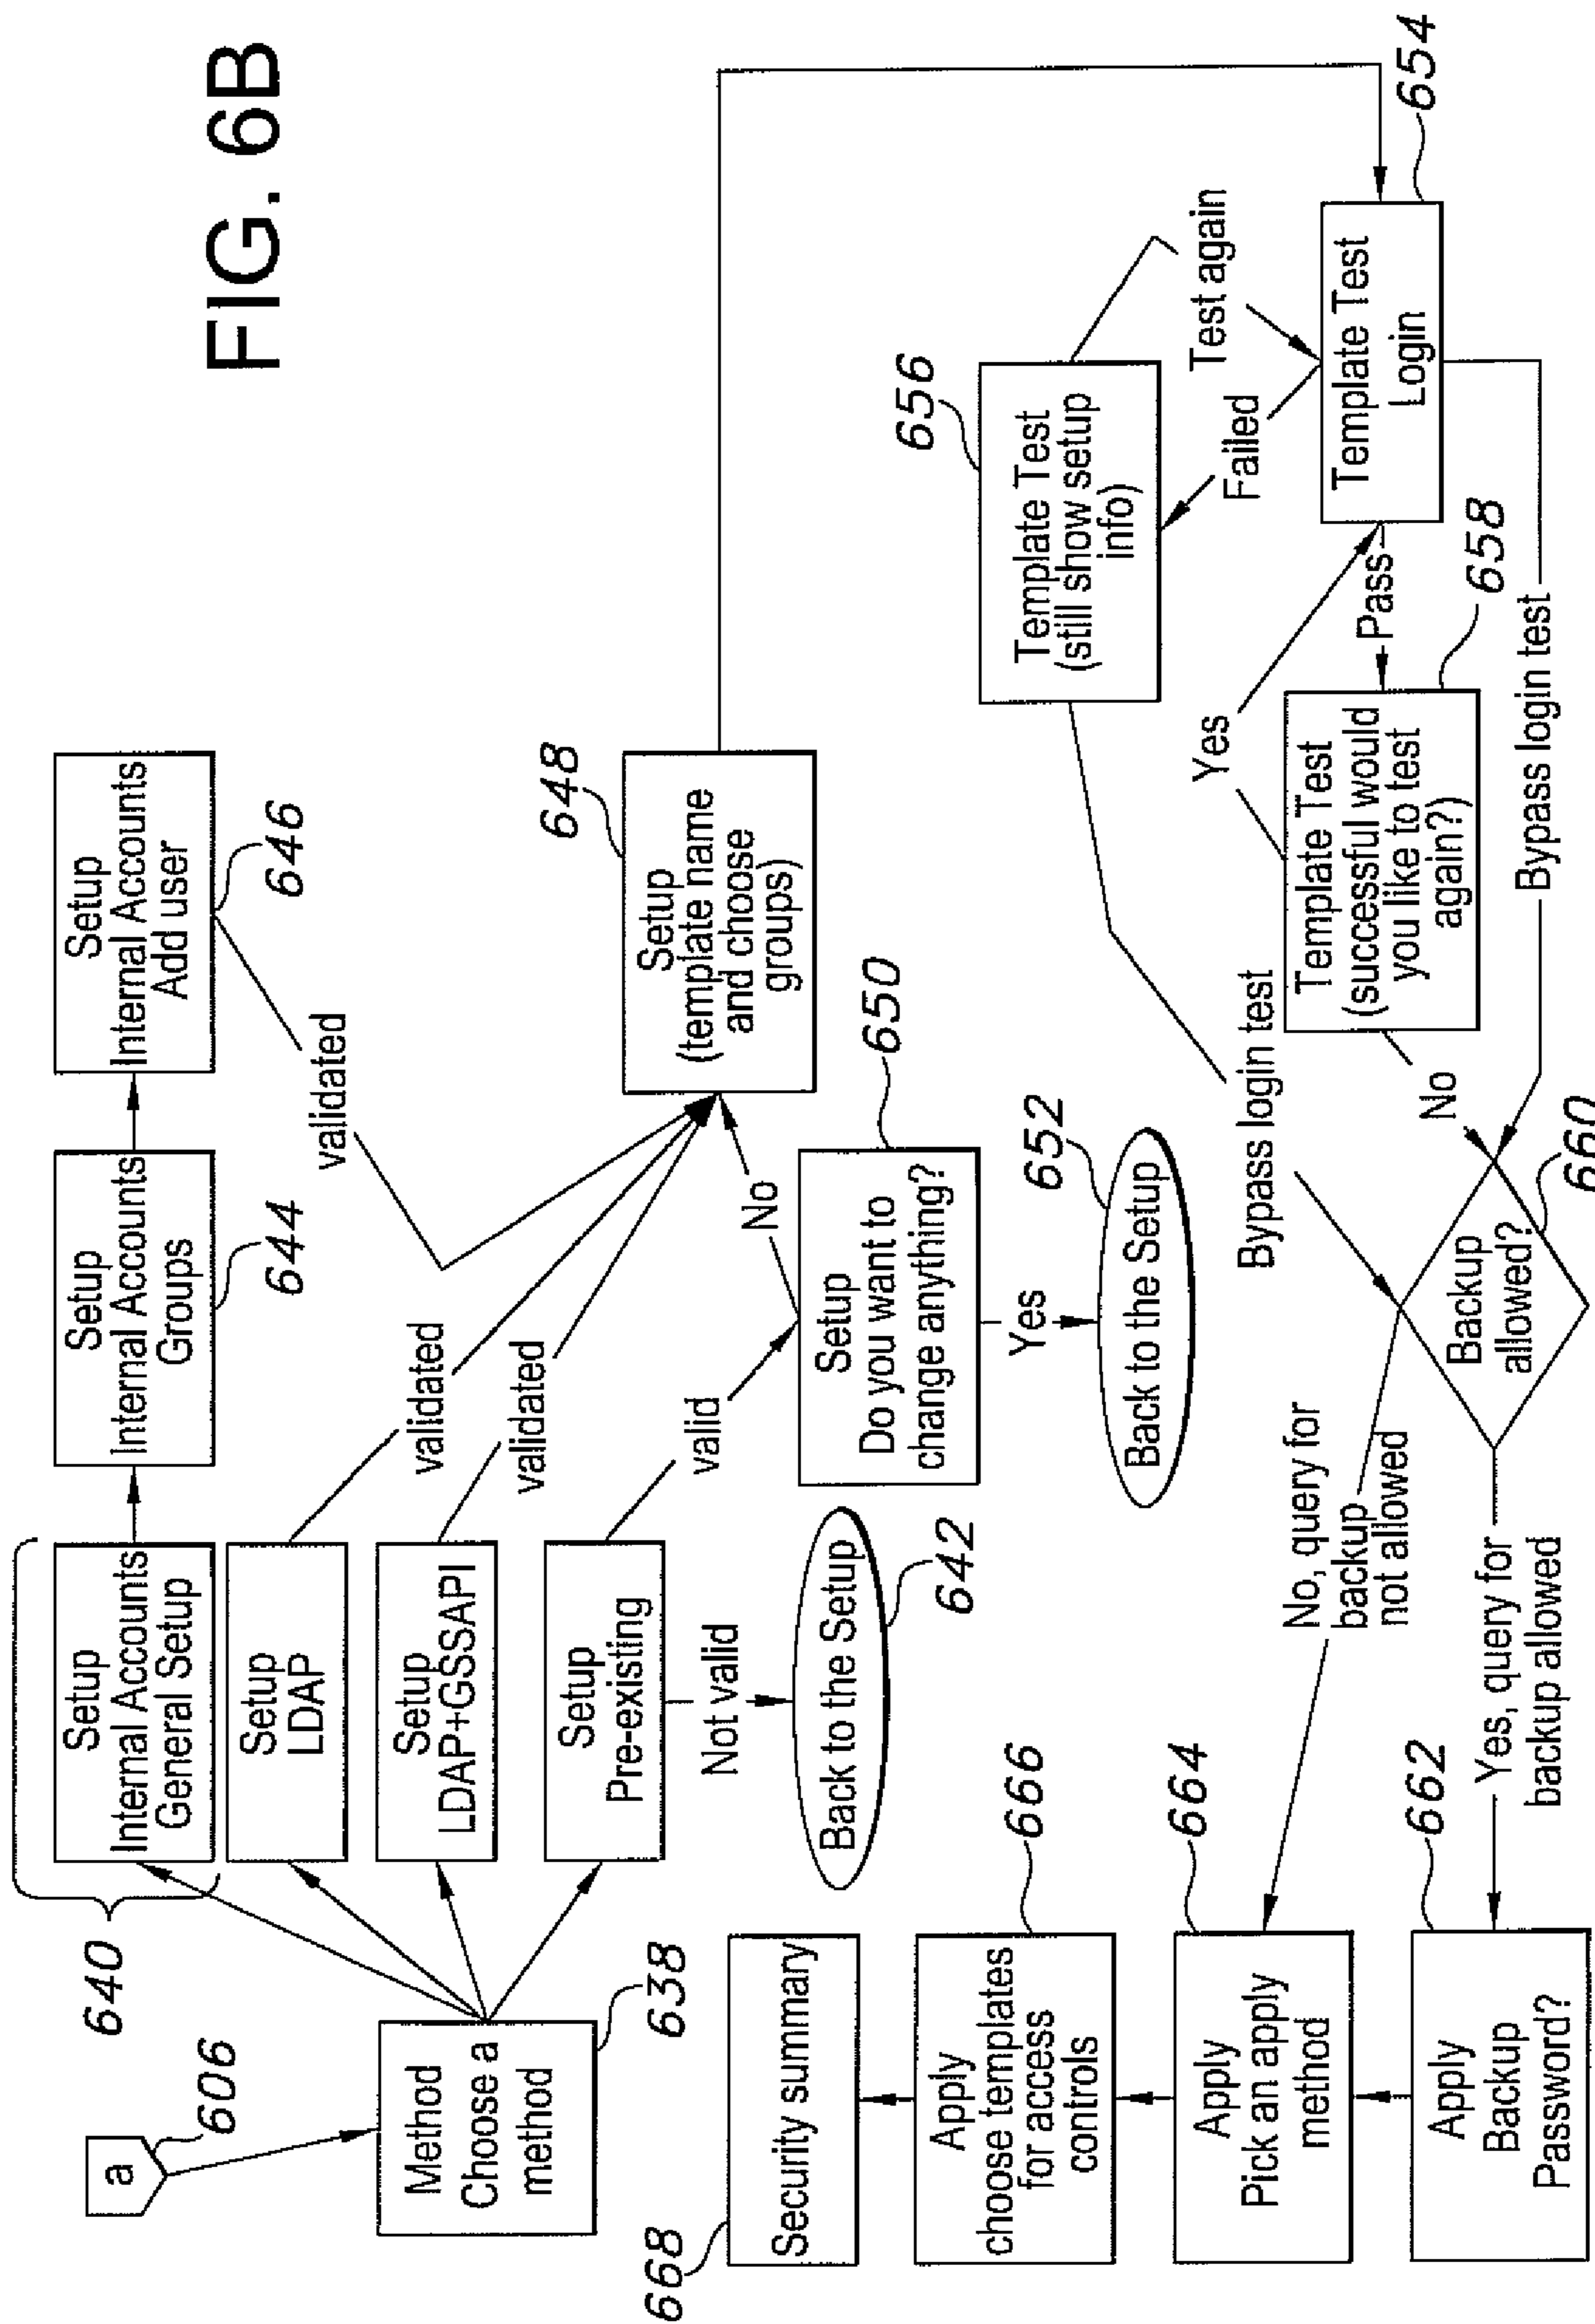 FIG. 6B
a
606
Method
Choose a
method
638
640
Setup
Internal Accounts
General Setup
Setup
LDAP
Setup
LDAP+GSSAPI
Setup
Pre-existing
Not valid
Back to the Setup
642
Setup
Internal Accounts
Groups
644
Setup
Internal Accounts
Add user
646
validated
validated
validated
valid
Setup
(template name
and choose
groups)
648
No
Setup
Do you want to
change anything?
650
Yes
Back to the Setup
652
Template Test
Login
654
Test again
Failed
Template Test
(still show setup
info)
656
Pass
Yes
Template Test
(successful would
you like to test
again?)
658
Bypass login test
Bypass login test
No
Backup
allowed?
660
No, query for
backup
not allowed
Yes, query for
backup allowed
Apply
Backup
Password?
662
Apply
Pick an apply
method
664
Apply
choose templates
for access
controls
666
Security summary
668